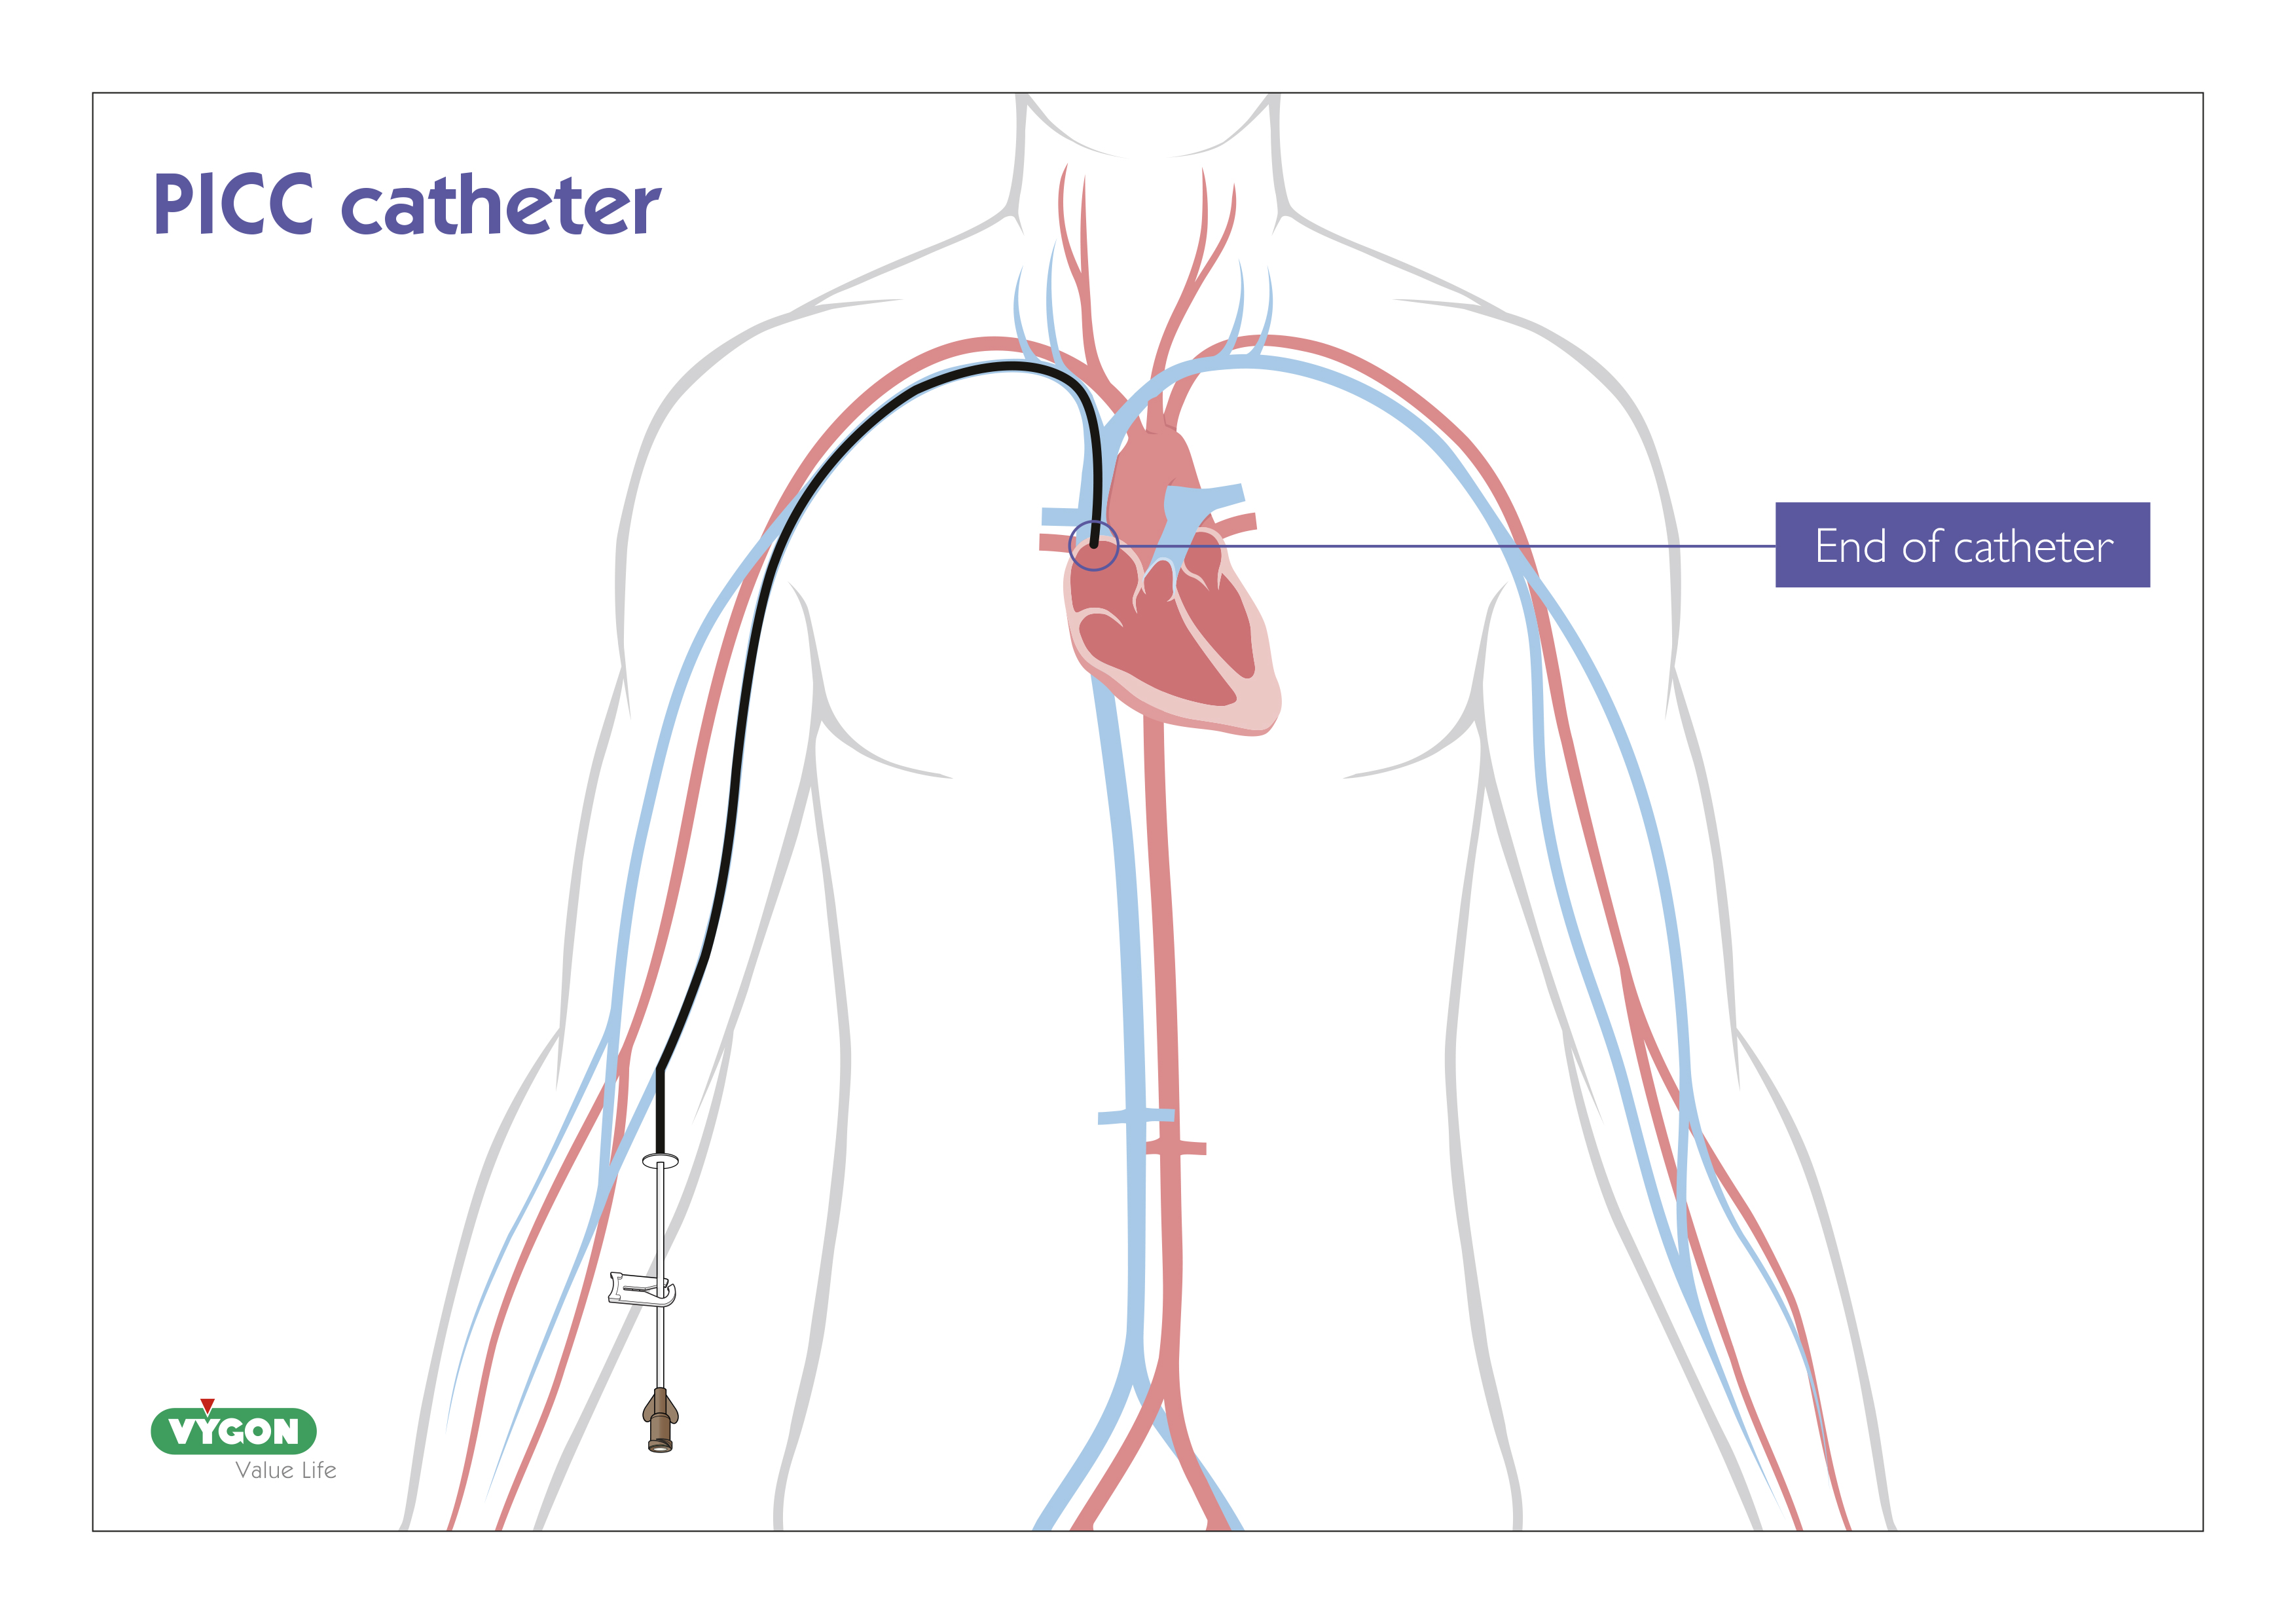 PICC catheter
End of catheter
VYGON
Value Life